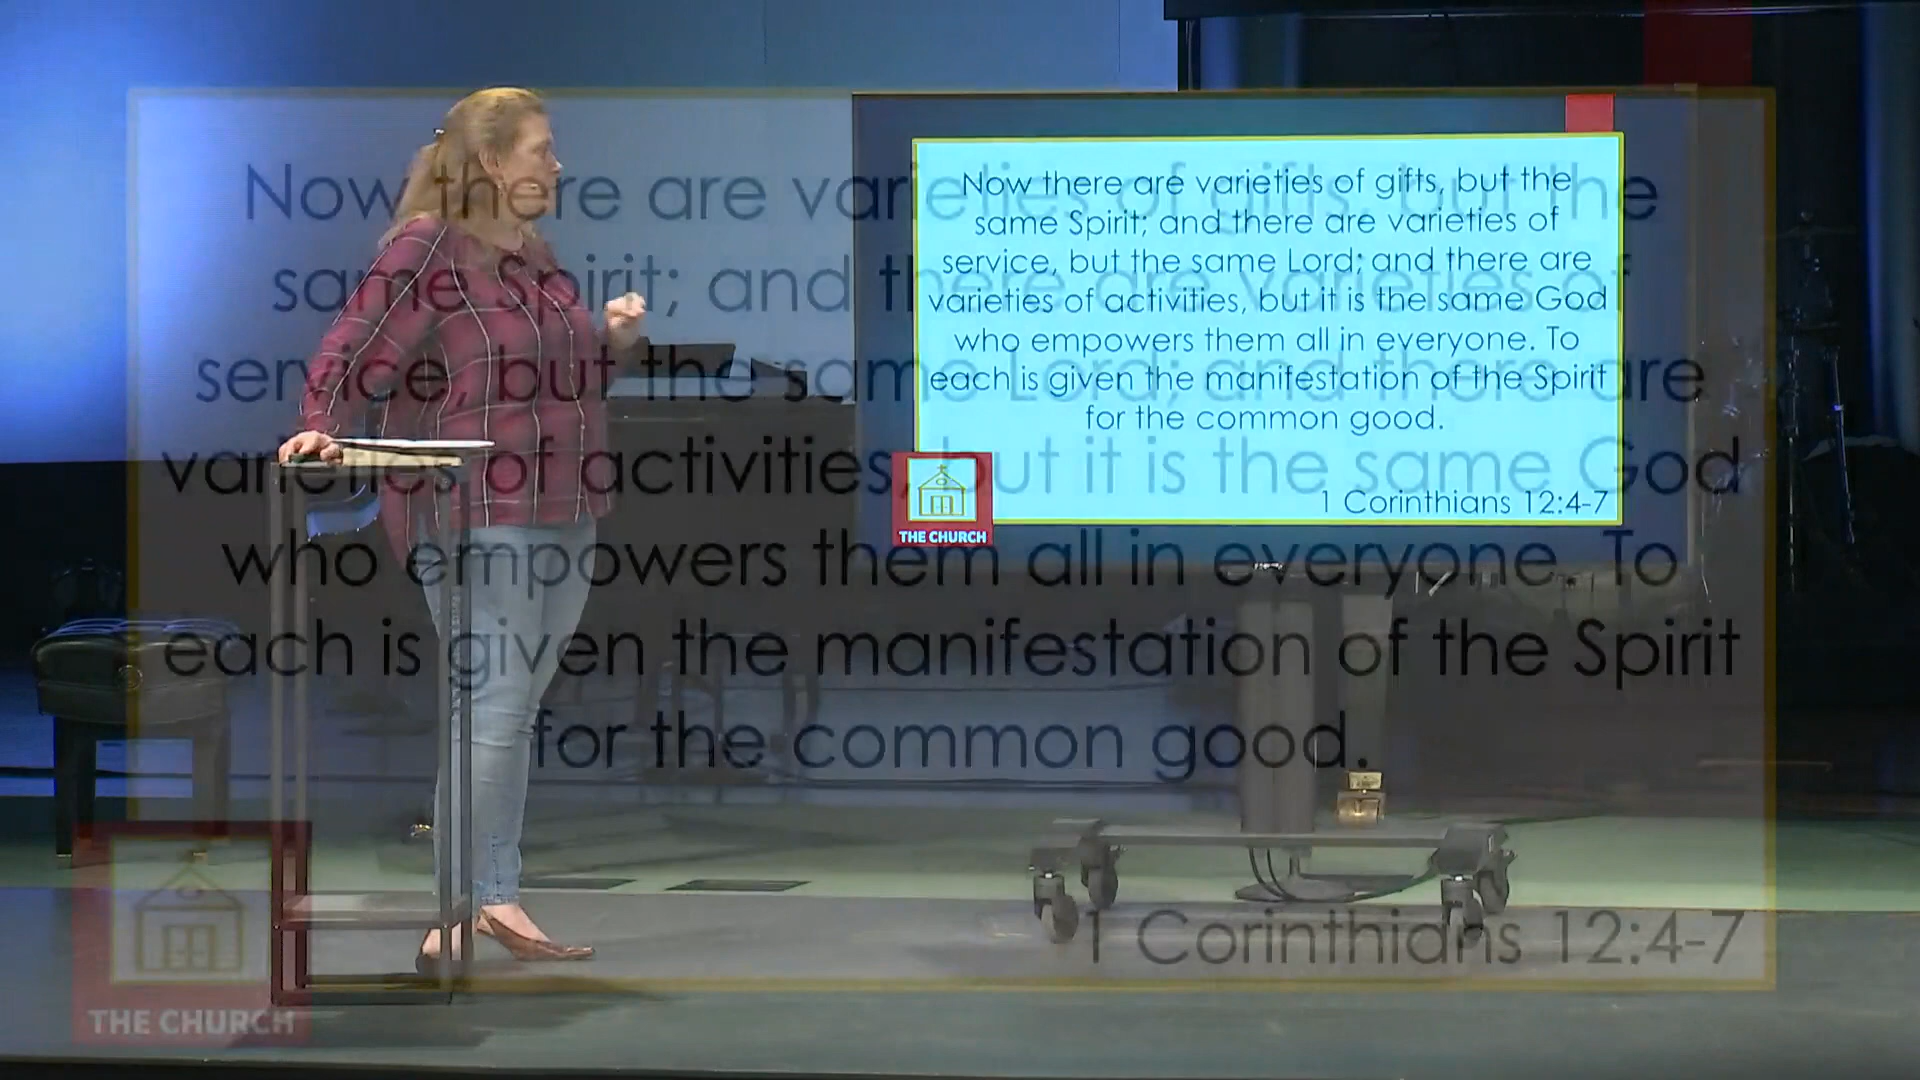 Now there are varieties of gifts, but the
same Spirit; and there are varieties of
service, but the same Lord; and there are
varieties of activities, but it is the same God
who empowers them all in everyone. To
each is given the manifestation of the Spirit
for the common good.
1 Corinthians 12:4-7
THE CHURCH
Now there are varieties of gifts, but the
same Spirit; and there are varieties of
service, but the same Lord; and there are
varieties of activities, but it is the same God
who empowers them all in everyone. To
each is given the manifestation of the Spirit
for the common good.
1 Corinthians 12:4-7
THE CHURCH